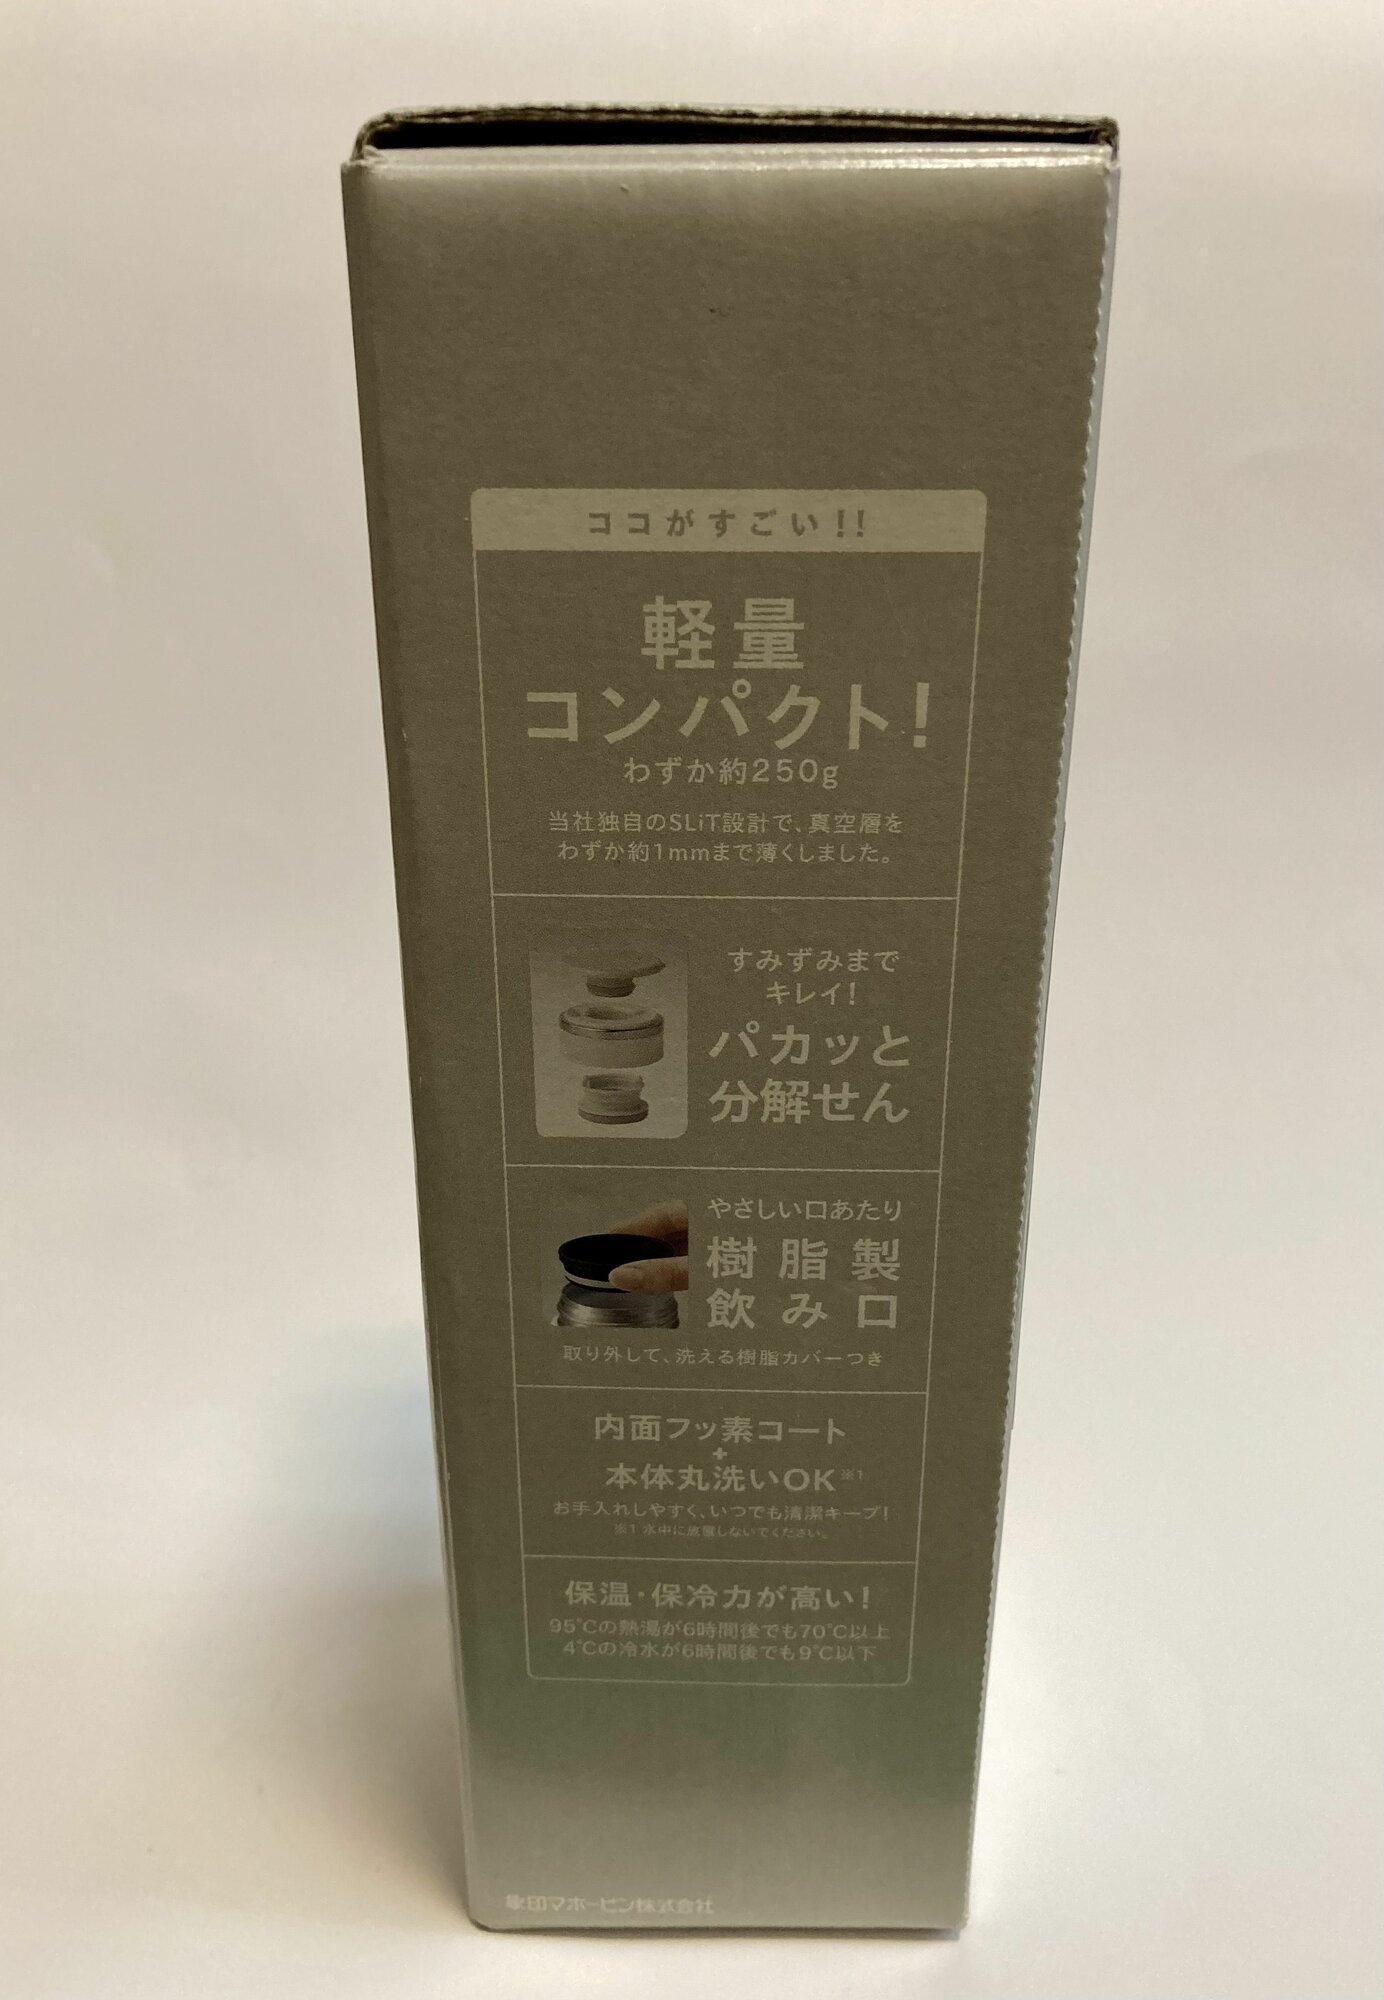 ココがすごい!!
軽量
コンパクト!
わずか約250g
当社独自のSLiT設計で、真空層を
わずか約1mmまで薄くしました。
すみずみまで
キレイ!
パカッと
分解せん
やさしい口あたり
樹脂製
飲み口
取り外して、洗える樹脂カバーつき
内面フッ素コート
+
本体丸洗いOK※1
お手入れしやすく、いつでも清潔キープ!
※1 水中に放置しないでください。
保温・保冷力が高い!
95℃の熱湯が6時間後でも70℃以上
4℃の冷水が6時間後でも9℃以下
象印マホービン株式会社